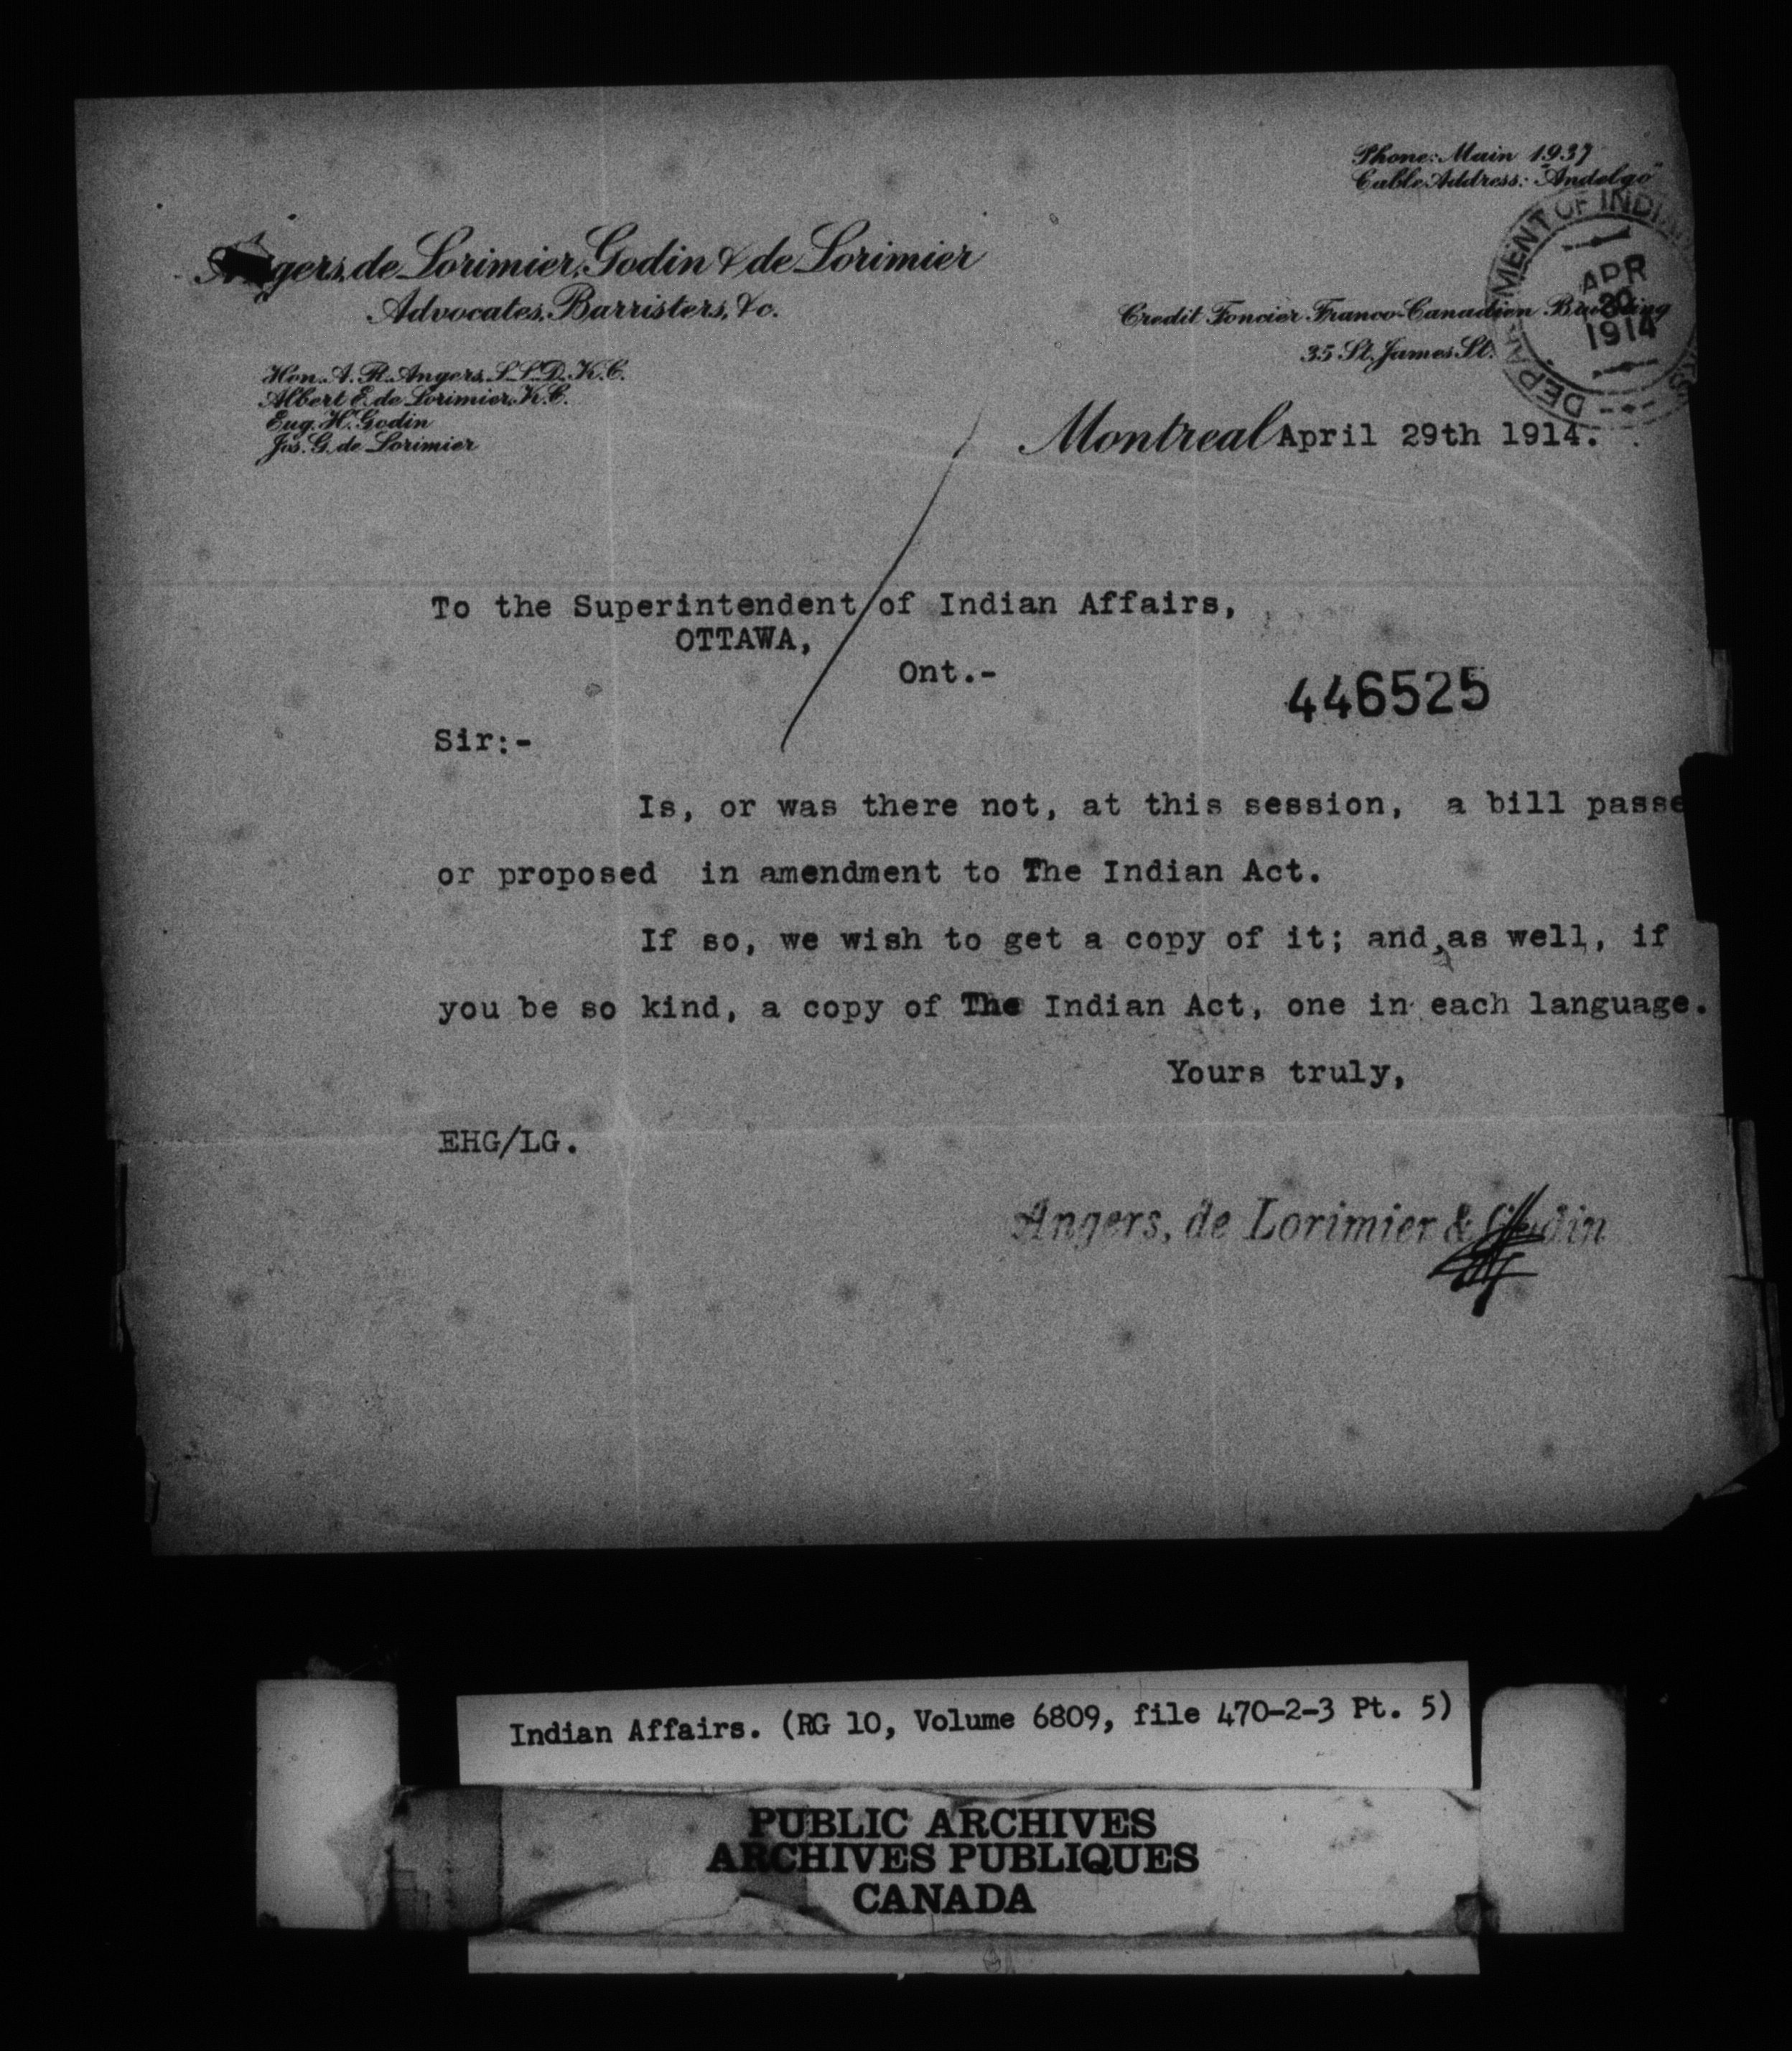 Phone: Main 1937
Cable Address: "Andelgo"
Angers, de Lorimier, Godin & de Lorimier
Advocates, Barristers, &c.
Credit Foncier Franco-Canadien Building
35 St. James St.
DEPARTMENT OF INDIAN
APR
30
1914
Hon. A. R. Angers, L.L.D., K.C.
Albert E. de Lorimier, K.C.
Eug. H. Godin
Jos. G. de Lorimier
Montreal April 29th 1914.
To the Superintendent of Indian Affairs,
OTTAWA,
Ont.-
446525
Sir:-
Is, or was there not, at this session, a bill passe
or proposed in amendment to The Indian Act.
If so, we wish to get a copy of it; and, as well, if
you be so kind, a copy of The Indian Act, one in each language.
Yours truly,
EHG/LG.
Angers, de Lorimier & Godin
Indian Affairs. (RG 10, Volume 6809, file 470-2-3 Pt. 5)
PUBLIC ARCHIVES
ARCHIVES PUBLIQUES
CANADA